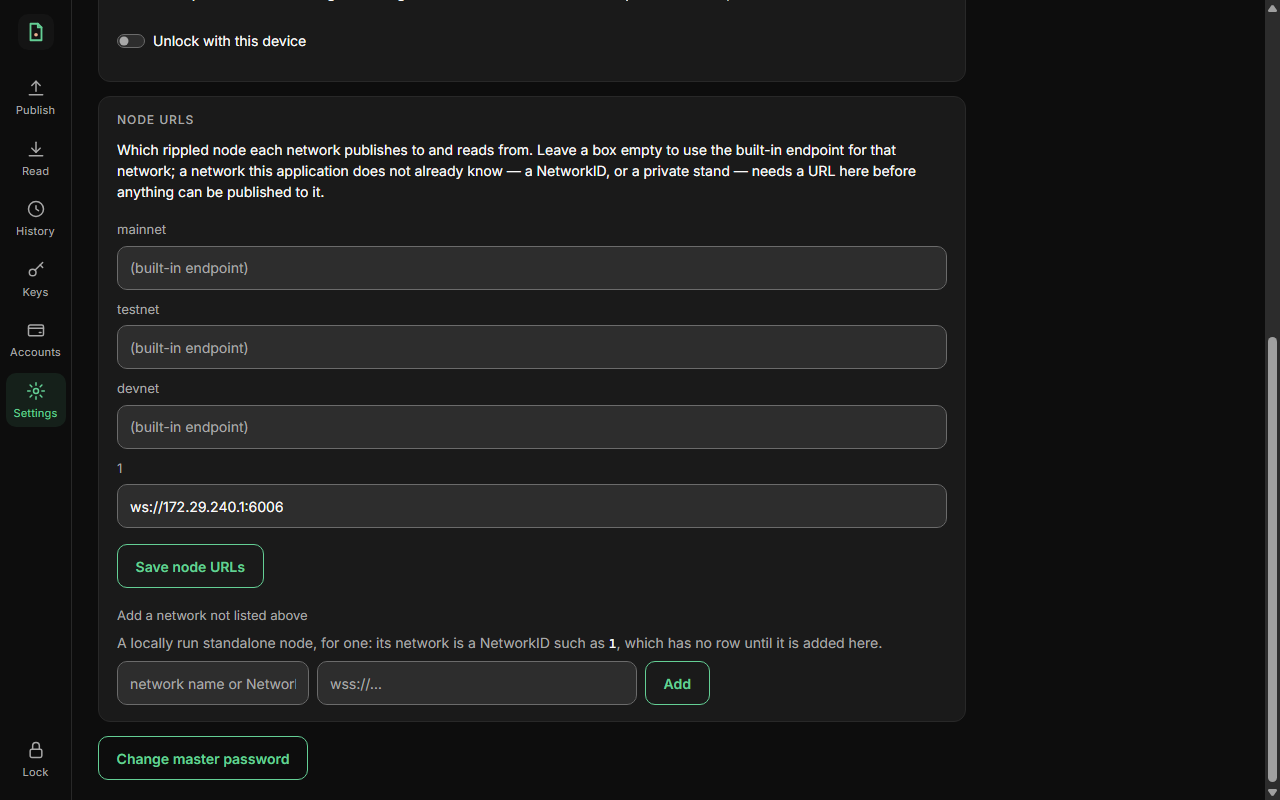 Unlock with this device
Publish
Read
History
Keys
Accounts
Settings
Lock
NODE URLS
Which rippled node each network publishes to and reads from. Leave a box empty to use the built-in endpoint for that
network; a network this application does not already know — a NetworkID, or a private stand — needs a URL here before
anything can be published to it.
mainnet
(built-in endpoint)
testnet
(built-in endpoint)
devnet
(built-in endpoint)
1
ws://172.29.240.1:6006
Save node URLs
Add a network not listed above
A locally run standalone node, for one: its network is a NetworkID such as 1, which has no row until it is added here.
network name or Networ
wss://...
Add
Change master password